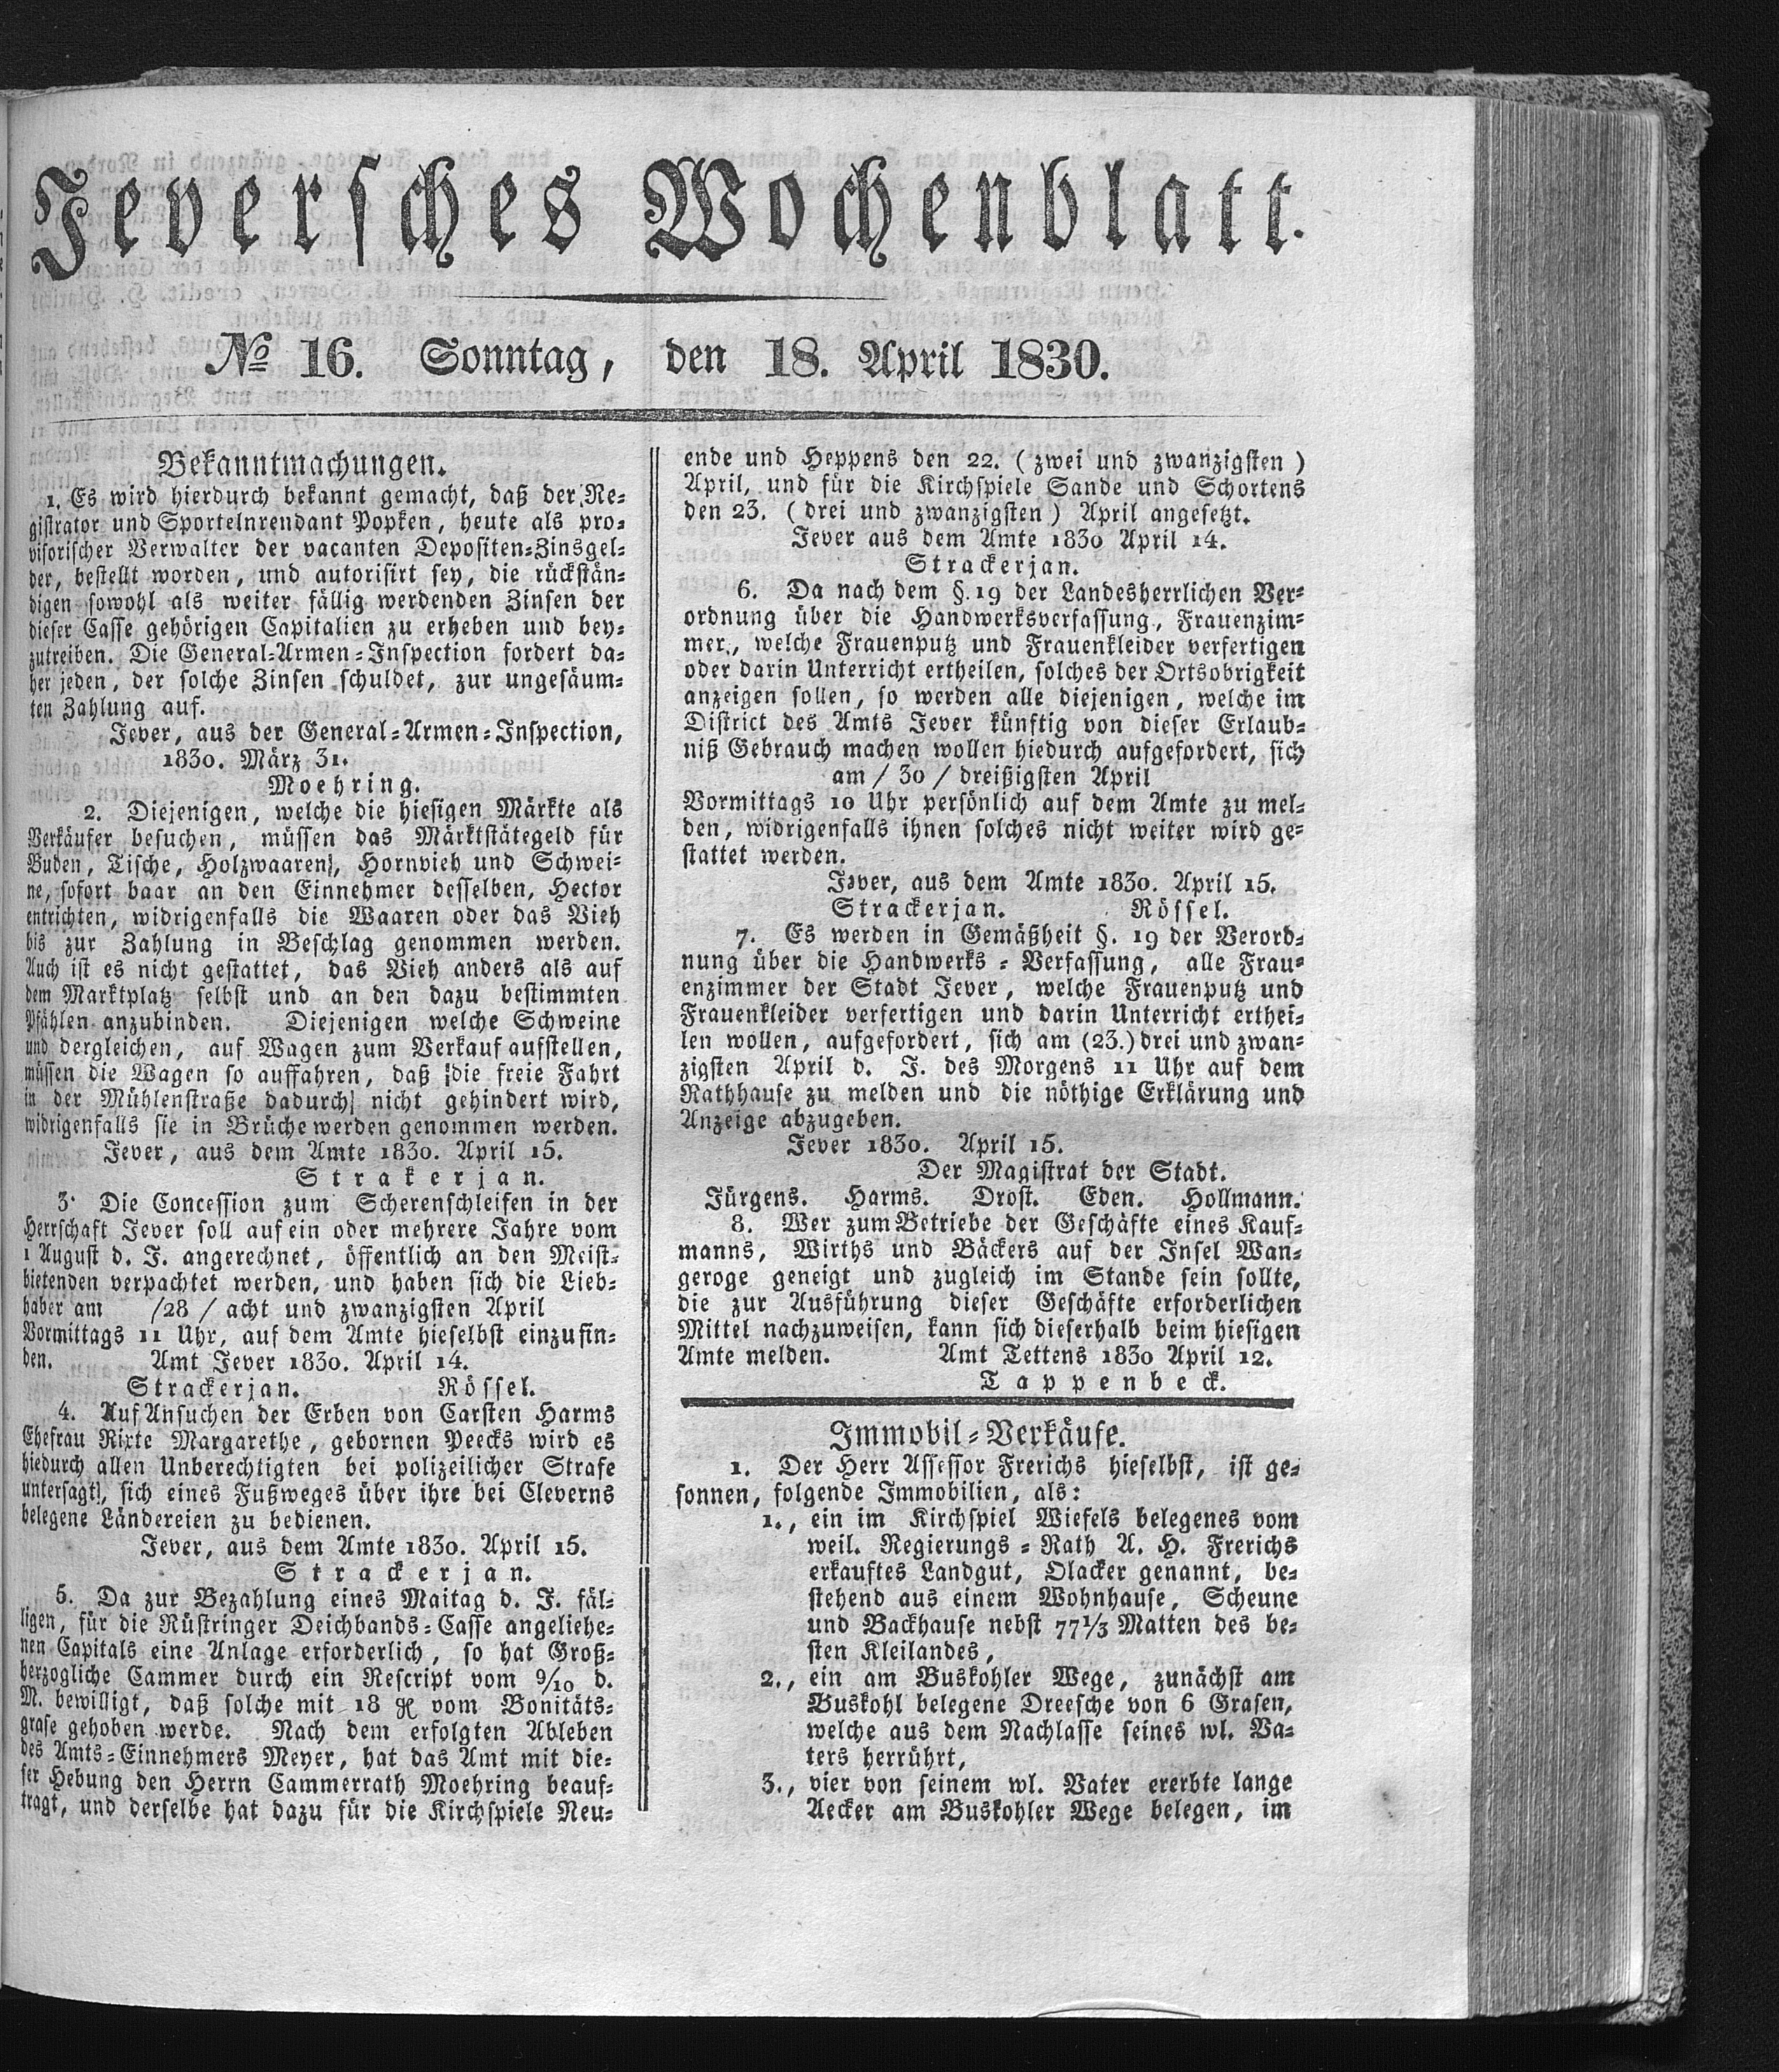 Jeversches Wochenblatt.
No 16. Sonntag, den 18. April 1830.
Bekanntmachungen.
1. Es wird hierdurch bekannt gemacht, daß der Re-
gistrator und Sportelnrendant Popken, heute als pro-
visorischer Verwalter der vacanten Depositen-Zinsgel-
der, bestellt worden, und autorisirt sey, die rückstän-
digen sowohl als weiter fällig werdenden Zinsen der
dieser Casse gehörigen Capitalien zu erheben und bey-
zutreiben. Die General-Armen-Inspection fordert da-
her jeden, der solche Zinsen schuldet, zur ungesäum-
ten Zahlung auf.
Jever, aus der General-Armen-Inspection,
1830. März 31.
Moehring.
2. Diejenigen, welche die hiesigen Märkte als
Verkäufer besuchen, müssen das Märktstätegeld für
Buden, Tische, Holzwaaren, Hornvieh und Schwei-
ne, sofort baar an den Einnehmer desselben, Hector
entrichten, widrigenfalls die Waaren oder das Vieh
bis zur Zahlung in Beschlag genommen werden.
Auch ist es nicht gestattet, das Vieh anders als auf
dem Marktplatz selbst und an den dazu bestimmten
Pfählen anzubinden. Diejenigen welche Schweine
und dergleichen, auf Wagen zum Verkauf aufstellen,
müssen die Wagen so auffahren, daß die freie Fahrt
in der Mühlenstraße dadurch nicht gehindert wird,
widrigenfalls sie in Brüche werden genommen werden.
Jever, aus dem Amte 1830. April 15.
Strakerjan.
3. Die Concession zum Scherenschleifen in der
Herrschaft Jever soll auf ein oder mehrere Jahre vom
1 August d. J. angerechnet, öffentlich an den Meist-
bietenden verpachtet werden, und haben sich die Lieb-
haber am /28 / acht und zwanzigsten April
Vormittags 11 Uhr, auf dem Amte hieselbst einzufin-
den. Amt Jever 1830. April 14.
Strackerjan. Rössel.
4. Auf Ansuchen der Erben von Carsten Harms
Ehefrau Rixte Margarethe, gebornen Peecks wird es
hiedurch allen Unberechtigten bei polizeilicher Strafe
untersagt, sich eines Fußweges über ihre bei Cleverns
belegene Ländereien zu bedienen.
Jever, aus dem Amte 1830. April 15.
Strackerjan.
5. Da zur Bezahlung eines Maitag d. J. fäl-
ligen, für die Rüstringer Deichbands-Casse angeliehe-
nen Capitals eine Anlage erforderlich, so hat Groß-
herzogliche Cammer durch ein Rescript vom 9/10 d.
M. bewilligt, daß solche mit 18 gl vom Bonitäts-
grase gehoben werde. Nach dem erfolgten Ableben
des Amts-Einnehmers Meyer, hat das Amt mit die-
ser Hebung den Herrn Cammerrath Moehring beauf-
tragt, und derselbe hat dazu für die Kirchspiele Neu-
ende und Heppens den 22. (zwei und zwanzigsten)
April, und für die Kirchspiele Sande und Schortens
den 23. (drei und zwanzigsten) April angesetzt.
Jever aus dem Amte 1830 April 14.
Strackerjan.
6. Da nach dem §. 19 der Landesherrlichen Ver-
ordnung über die Handwerksverfassung, Frauenzim-
mer, welche Frauenputz und Frauenkleider verfertigen
oder darin Unterricht ertheilen, solches der Ortsobrigkeit
anzeigen sollen, so werden alle diejenigen, welche im
District des Amts Jever künftig von dieser Erlaub-
niß Gebrauch machen wollen hiedurch aufgefordert, sich
am / 30 / dreißigsten April
Vormittags 10 Uhr persönlich auf dem Amte zu mel-
den, widrigenfalls ihnen solches nicht weiter wird ge-
stattet werden.
Jever, aus dem Amte 1830. April 15.
Strackerjan. Rössel.
7. Es werden in Gemäßheit §. 19 der Verord-
nung über die Handwerks-Verfassung, alle Frau-
enzimmer der Stadt Jever, welche Frauenputz und
Frauenkleider verfertigen und darin Unterricht erthei-
len wollen, aufgefordert, sich am (23.) drei und zwan-
zigsten April d. J. des Morgens 11 Uhr auf dem
Rathhause zu melden und die nöthige Erklärung und
Anzeige abzugeben.
Jever 1830. April 15.
Der Magistrat der Stadt.
Jürgens. Harms. Drost. Eden. Hollmann.
8. Wer zum Betriebe der Geschäfte eines Kauf-
manns, Wirths und Bäckers auf der Insel Wan-
geroge geneigt und zugleich im Stande sein sollte,
die zur Ausführung dieser Geschäfte erforderlichen
Mittel nachzuweisen, kann sich dieserhalb beim hiesigen
Amte melden. Amt Tettens 1830 April 12.
Tappenbeck.
Immobil-Verkäufe.
1. Der Herr Assessor Frerichs hieselbst, ist ge-
sonnen, folgende Immobilien, als:
1., ein im Kirchspiel Wiefels belegenes vom
weil. Regierungs-Rath A. H. Frerichs
erkauftes Landgut, Olacker genannt, be-
stehend aus einem Wohnhause, Scheune
und Backhause nebst 77 1/3 Matten des be-
sten Kleilandes,
2., ein am Buskohler Wege, zunächst am
Buskohl belegene Dreesche von 6 Grasen,
welche aus dem Nachlasse seines wl. Va-
ters herrührt,
3., vier von seinem wl. Vater ererbte lange
Aecker am Buskohler Wege belegen, im